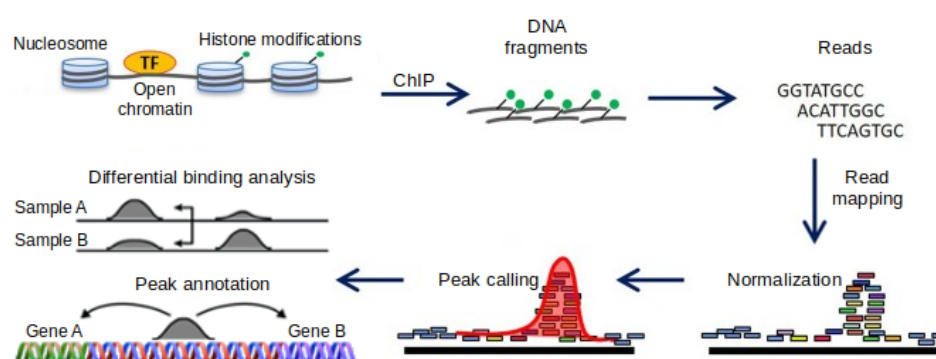 Nucleosome
TF
Histone modifications
Open
chromatin
ChIP
DNA
fragments
Reads
GGTATGCC
ACATTGGC
TTCAGTGC
Read
mapping
Normalization
Peak calling
Differential binding analysis
Sample A
Sample B
Peak annotation
Gene A
Gene B